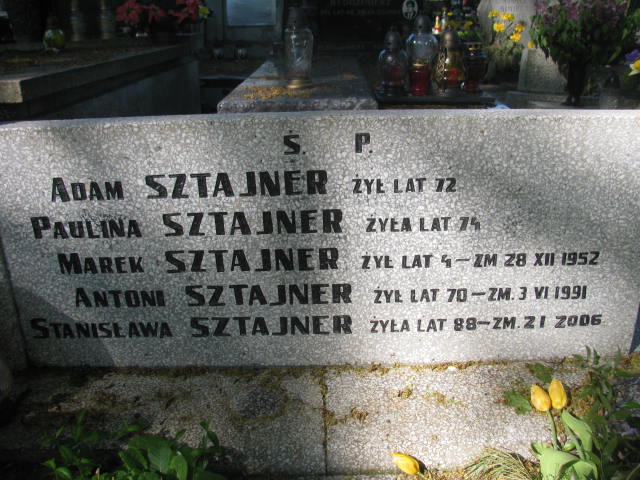 Ś. P.
ADAM SZTAJNER ŻYŁ LAT 72
PAULINA SZTAJNER ŻYŁA LAT 74
MAREK SZTAJNER ŻYŁ LAT 4-ZM 28 XII 1952
ANTONI SZTAJNER ŻYŁ LAT 70-ZM. 3 VI 1991
STANISŁAWA SZTAJNER ŻYŁA LAT 88-ZM. 2 I 2006